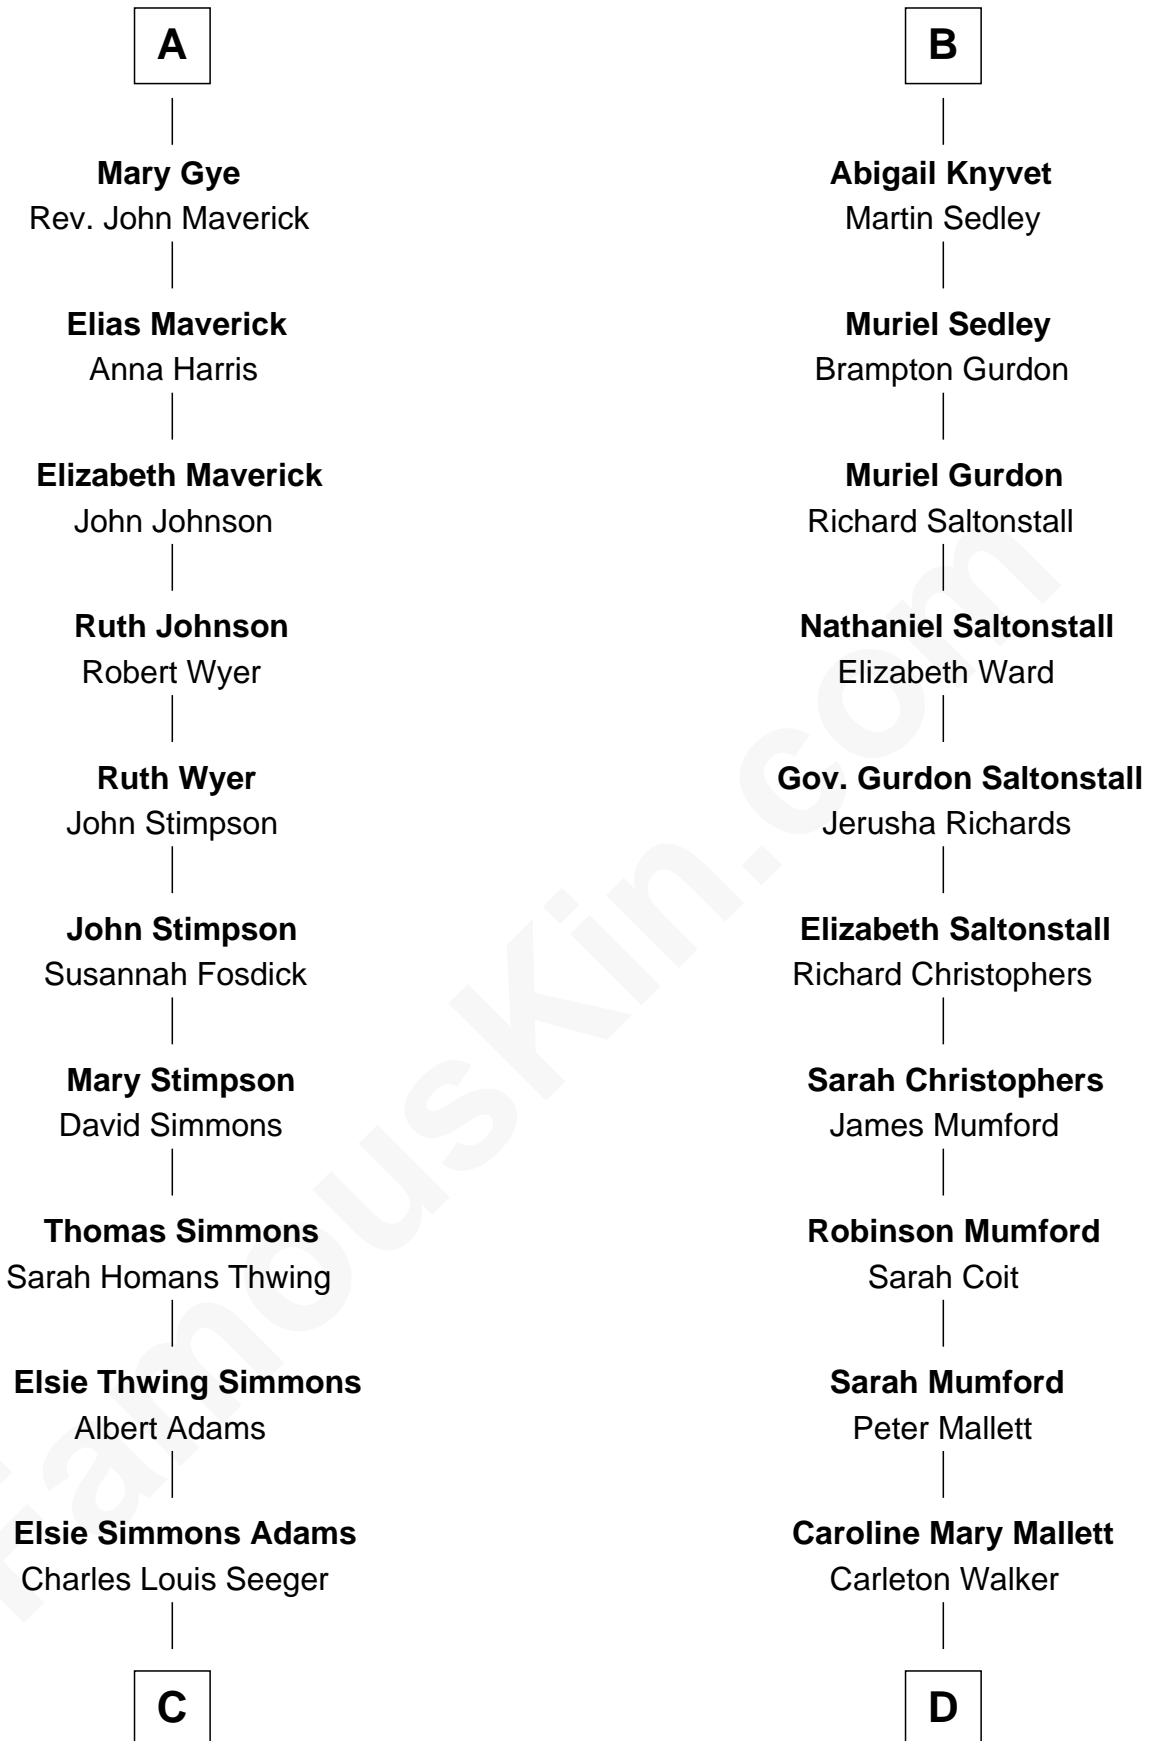 A
Mary Gye
Rev. John Maverick
Elias Maverick
Anna Harris
Elizabeth Maverick
John Johnson
Ruth Johnson
Robert Wyer
Ruth Wyer
John Stimpson
John Stimpson
Susannah Fosdick
Mary Stimpson
David Simmons
Thomas Simmons
Sarah Homans Thwing
Elsie Thwing Simmons
Albert Adams
Elsie Simmons Adams
Charles Louis Seeger
C
B
Abigail Knyvet
Martin Sedley
Muriel Sedley
Brampton Gurdon
Muriel Gurdon
Richard Saltonstall
Nathaniel Saltonstall
Elizabeth Ward
Gov. Gurdon Saltonstall
Jerusha Richards
Elizabeth Saltonstall
Richard Christophers
Sarah Christophers
James Mumford
Robinson Mumford
Sarah Coit
Sarah Mumford
Peter Mallett
Caroline Mary Mallett
Carleton Walker
D
FamousKin.com